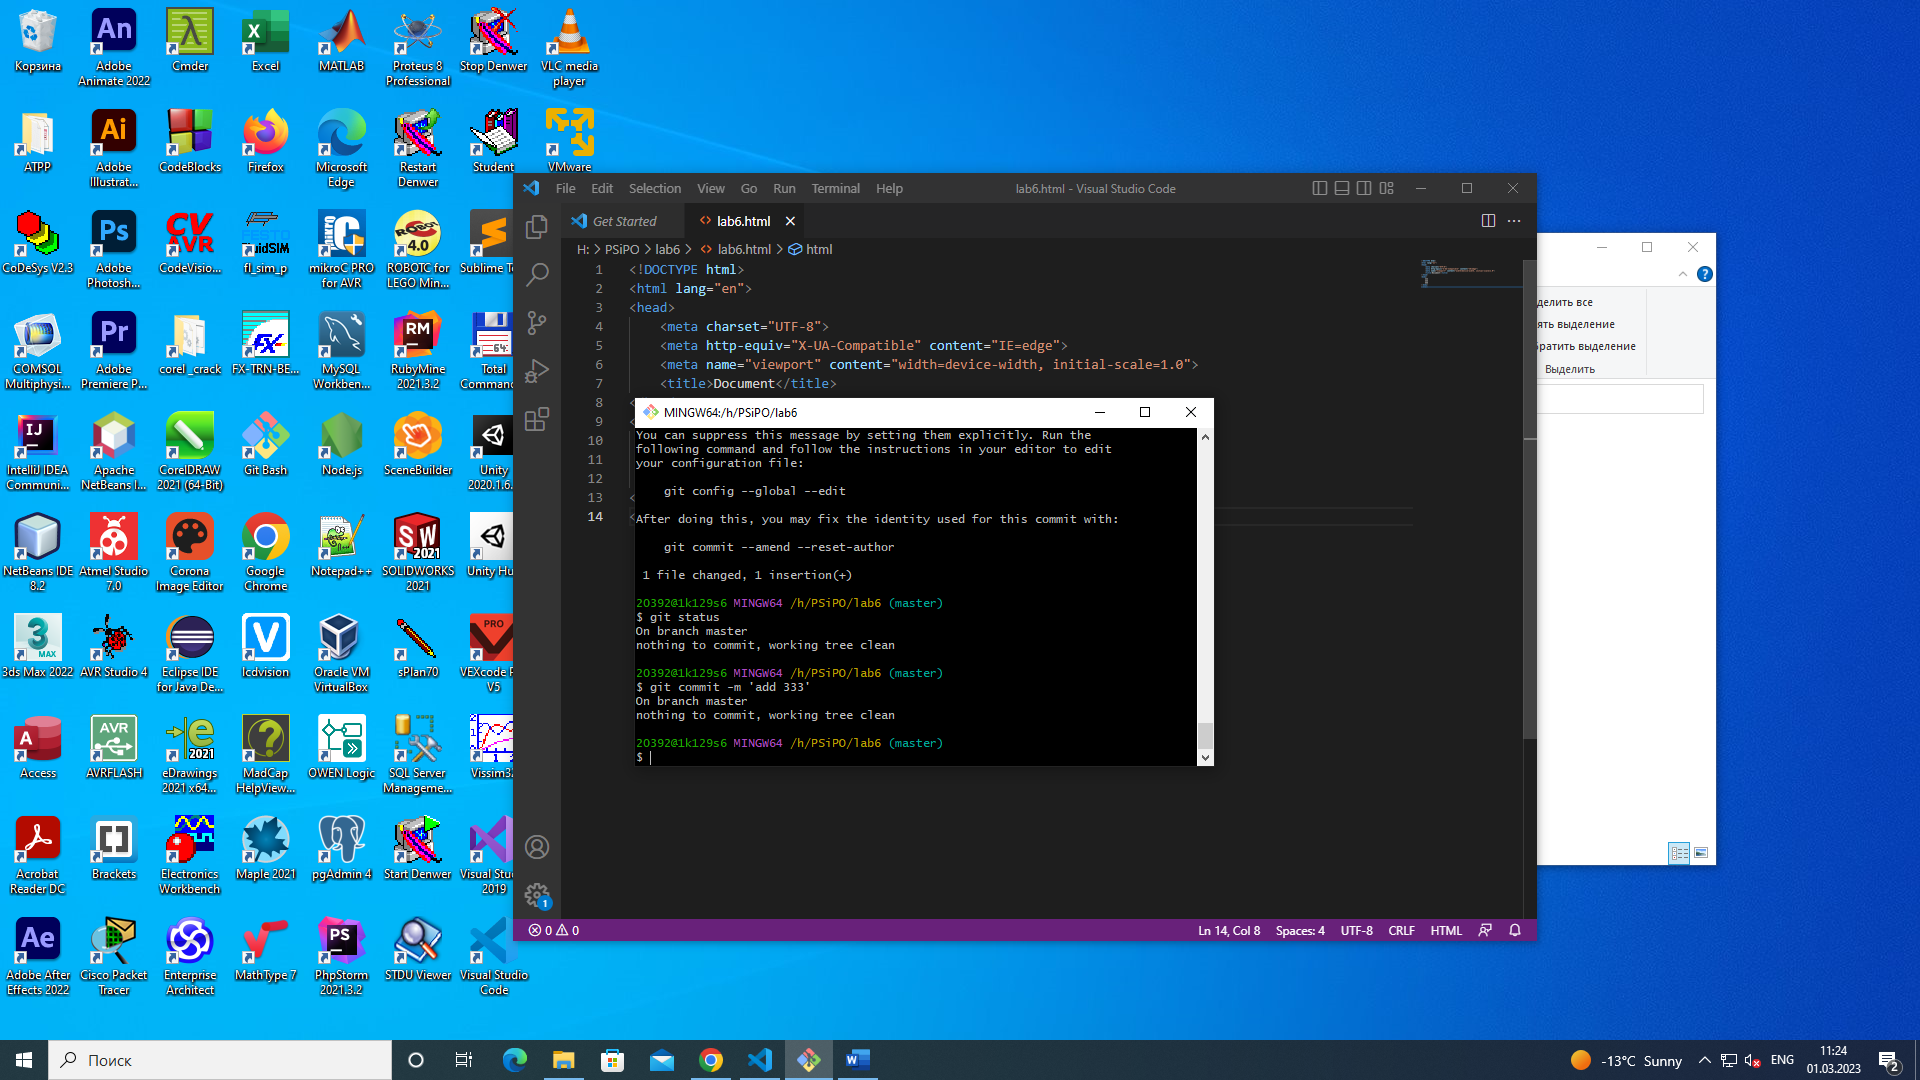 Корзина
Adobe Animate 2022
Cmder
Excel
MATLAB
Proteus 8 Professional
Stop Denwer
VLC media player
ATPP
Adobe Illustrat...
CodeBlocks
Firefox
Microsoft Edge
Restart Denwer
Student
VMware
CoDeSys V2.3
Adobe Photosh...
CodeVisio...
fl_sim_p
mikroC PRO for AVR
ROBOTC for LEGO Min...
Sublime Te
COMSOL Multiphysi...
Adobe Premiere P...
corel_crack
FX-TRN-BE...
MySQL Workben...
RubyMine 2021.3.2
Total Comman
IntelliJ IDEA Communi...
Apache NetBeans I...
CorelDRAW 2021 (64-Bit)
Git Bash
Node.js
SceneBuilder
Unity 2020.1.6.
NetBeans IDE 8.2
Atmel Studio 7.0
Corona Image Editor
Google Chrome
Notepad++
SOLIDWORKS 2021
Unity Hu
3ds Max 2022
AVR Studio 4
Eclipse IDE for Java De...
lcdvision
Oracle VM VirtualBox
sPlan70
VEXcode P V5
Access
AVRFLASH
eDrawings 2021 x64...
MadCap HelpView...
OWEN Logic
SQL Server Manageme...
Vissim3.
Acrobat Reader DC
Brackets
Electronics Workbench
Maple 2021
pgAdmin 4
Start Denwer
Visual Stud 2019
Adobe After Effects 2022
Cisco Packet Tracer
Enterprise Architect
MathType 7
PhpStorm 2021.3.2
STDU Viewer
Visual Studio Code
File Edit Selection View Go Run Terminal Help
lab6.html - Visual Studio Code
Get Started
lab6.html
H: > PSiPO > lab6 > lab6.html > html
1 <!DOCTYPE html>
2 <html lang="en">
3 <head>
4 <meta charset="UTF-8">
5 <meta http-equiv="X-UA-Compatible" content="IE=edge">
6 <meta name="viewport" content="width=device-width, initial-scale=1.0">
7 <title>Document</title>
8 <
9 <
10
11
12
13 <
14 <
MINGW64:/h/PSiPO/lab6
You can suppress this message by setting them explicitly. Run the
following command and follow the instructions in your editor to edit
your configuration file:
git config --global --edit
After doing this, you may fix the identity used for this commit with:
git commit --amend --reset-author
1 file changed, 1 insertion(+)
20392@1k129s6 MINGW64 /h/PSiPO/lab6 (master)
$ git status
On branch master
nothing to commit, working tree clean
20392@1k129s6 MINGW64 /h/PSiPO/lab6 (master)
$ git commit -m 'add 333'
On branch master
nothing to commit, working tree clean
20392@1k129s6 MINGW64 /h/PSiPO/lab6 (master)
$
делить все
ять выделение
братить выделение
Выделить
1
0 0
Ln 14, Col 8
Spaces: 4
UTF-8
CRLF
HTML
Поиск
-13°C Sunny
ENG
11:24
01.03.2023
2